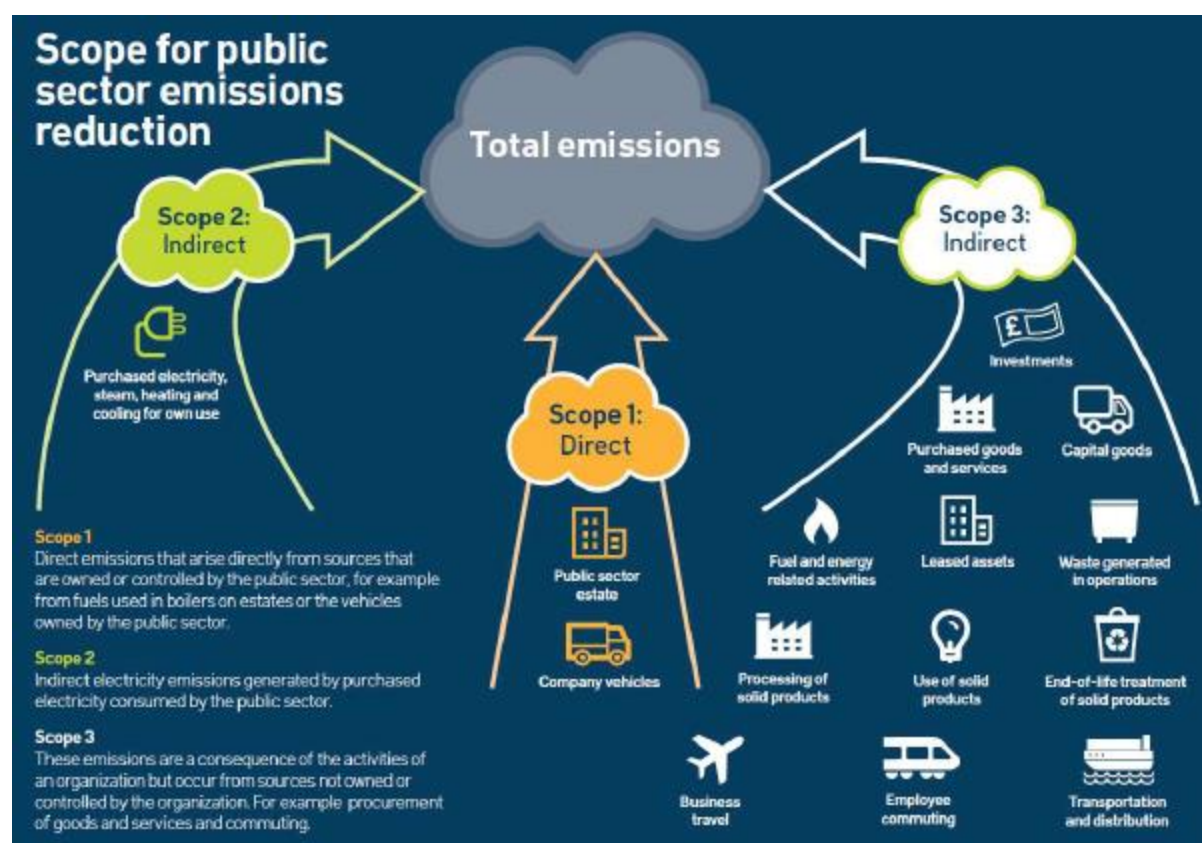 Scope for public
sector emissions
reduction
Total emissions
Scope 2:
Indirect
Purchased electricity,
steam, heating and
cooling for own use
Scope 1:
Direct
Public sector
estate
Company vehicles
Scope 3:
Indirect
£
Investments
Purchased goods
and services
Capital goods
Fuel and energy
related activities
Leased assets
Waste generated
in operations
Processing of
solid products
Use of solid
products
End-of-life treatment
of solid products
Business
travel
Employee
commuting
Transportation
and distribution
Scope 1
Direct emissions that arise directly from sources that
are owned or controlled by the public sector, for example
from fuels used in boilers on estates or the vehicles
owned by the public sector.
Scope 2
Indirect electricity emissions generated by purchased
electricity consumed by the public sector.
Scope 3
These emissions are a consequence of the activities of
an organization but occur from sources not owned or
controlled by the organization. For example procurement
of goods and services and commuting.